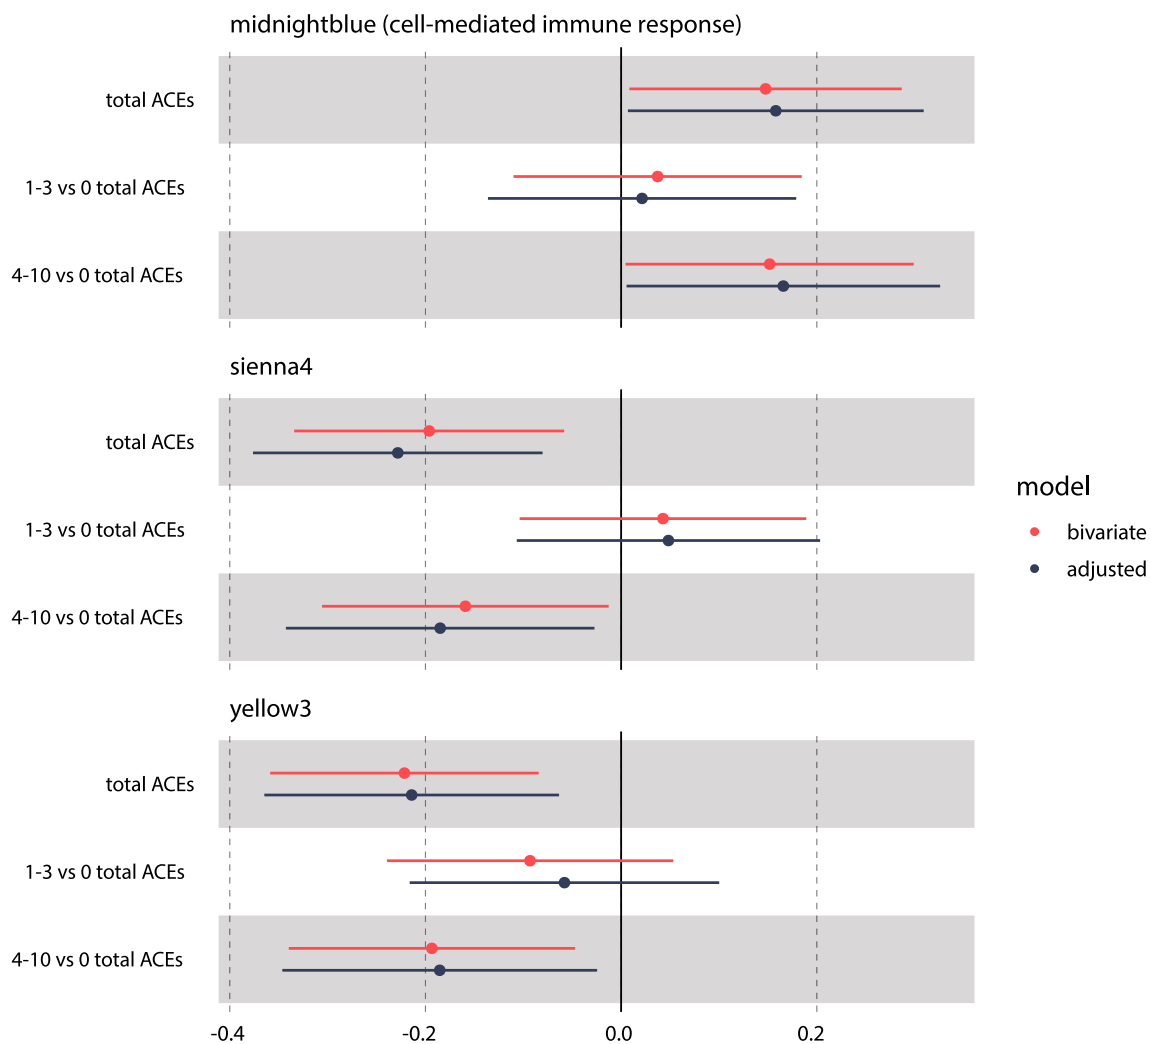 midnightblue (cell-mediated immune response)
total ACEs
1-3 vs 0 total ACEs
4-10 vs 0 total ACEs
sienna4
total ACEs
1-3 vs 0 total ACEs
4-10 vs 0 total ACEs
model
bivariate
adjusted
yellow3
total ACEs
1-3 vs 0 total ACEs
4-10 vs 0 total ACEs
-0.4 -0.2 0.0 0.2